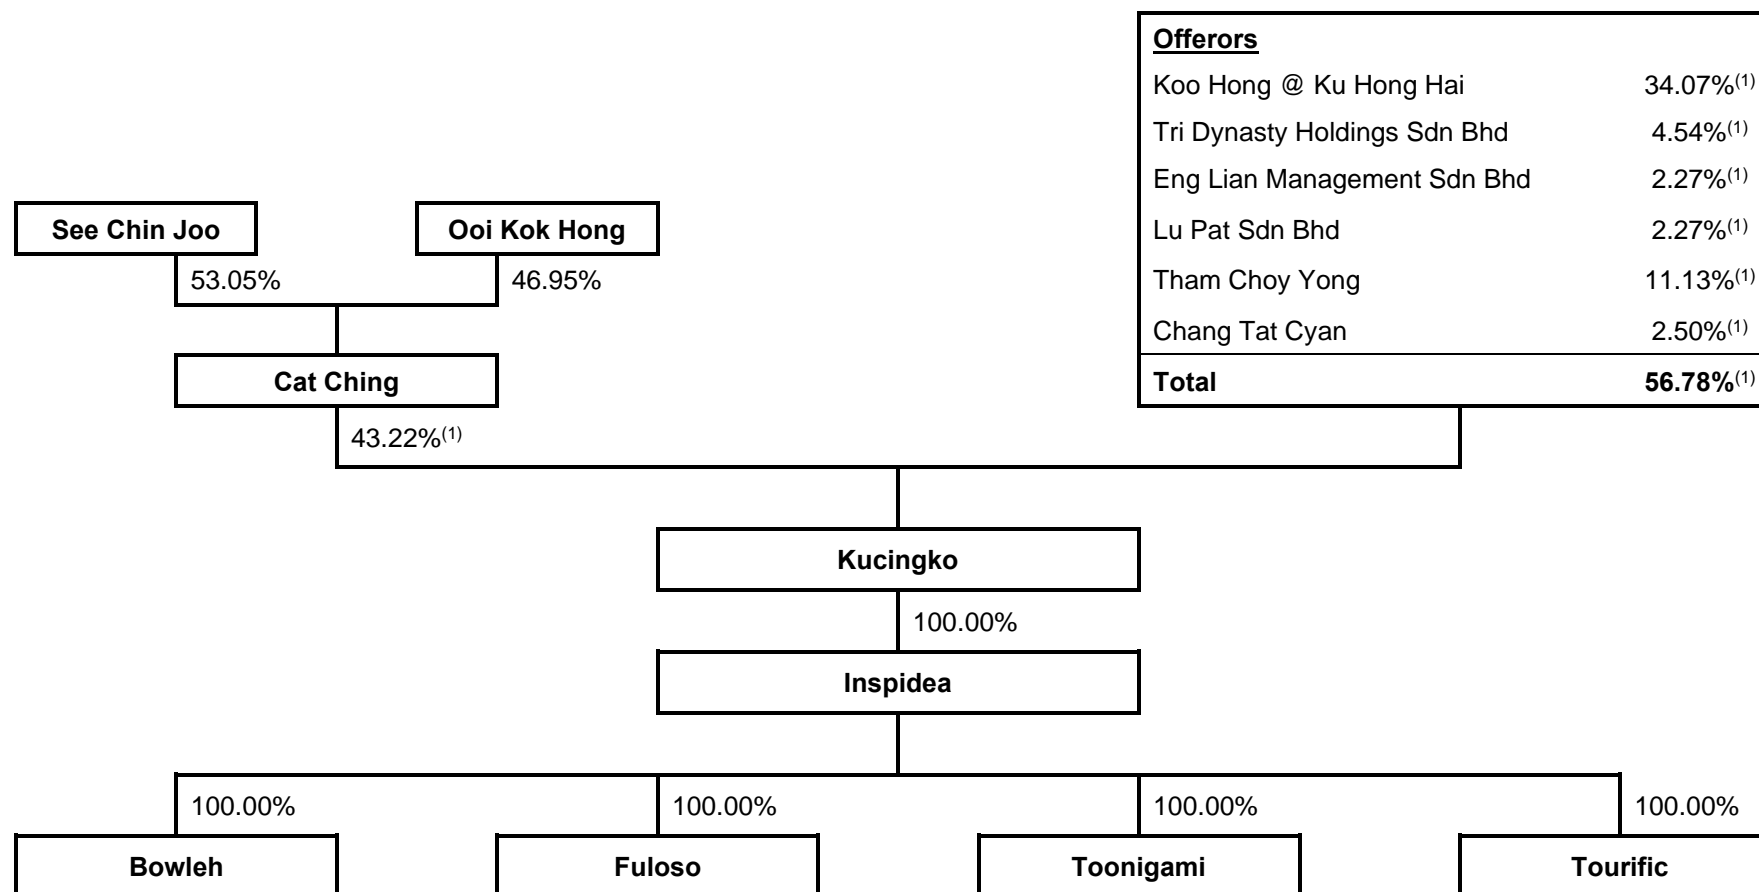 Offerors
Koo Hong @ Ku Hong Hai 34.07%(1)
Tri Dynasty Holdings Sdn Bhd 4.54%(1)
Eng Lian Management Sdn Bhd 2.27%(1)
Lu Pat Sdn Bhd 2.27%(1)
Tham Choy Yong 11.13%(1)
Chang Tat Cyan 2.50%(1)
Total 56.78%(1)
See Chin Joo
Ooi Kok Hong
53.05%
46.95%
Cat Ching
43.22%(1)
Kucingko
100.00%
Inspidea
100.00%
100.00%
100.00%
100.00%
Bowleh
Fuloso
Toonigami
Tourific